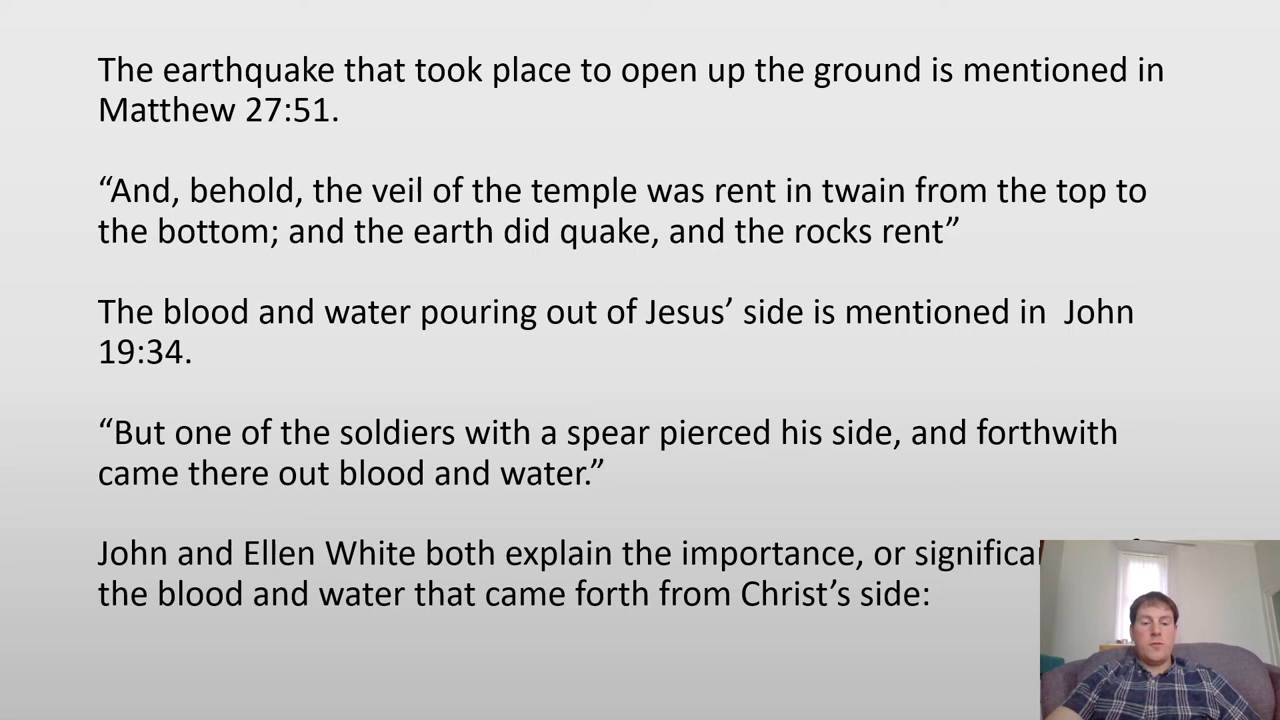 The earthquake that took place to open up the ground is mentioned in
Matthew 27:51.
“And, behold, the veil of the temple was rent in twain from the top to
the bottom; and the earth did quake, and the rocks rent”
The blood and water pouring out of Jesus’ side is mentioned in  John
19:34.
“But one of the soldiers with a spear pierced his side, and forthwith
came there out blood and water.”
John and Ellen White both explain the importance, or
the blood and water that came forth from Christ’s side: